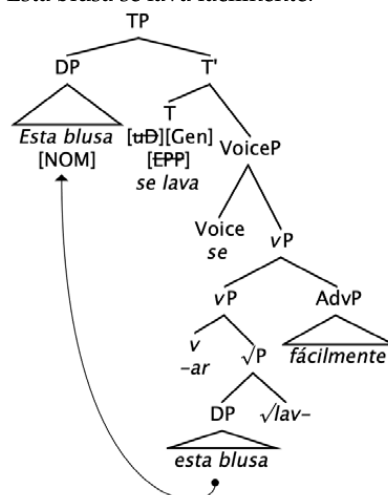 Esta blusa se lava fácilmente.
TP
DP T'
T
Esta blusa [uD][Gen] VoiceP
[NOM] [EPP]
se lava
Voice vP
se
vP AdvP
v √P fácilmente
-ar
DP √lav-
esta blusa